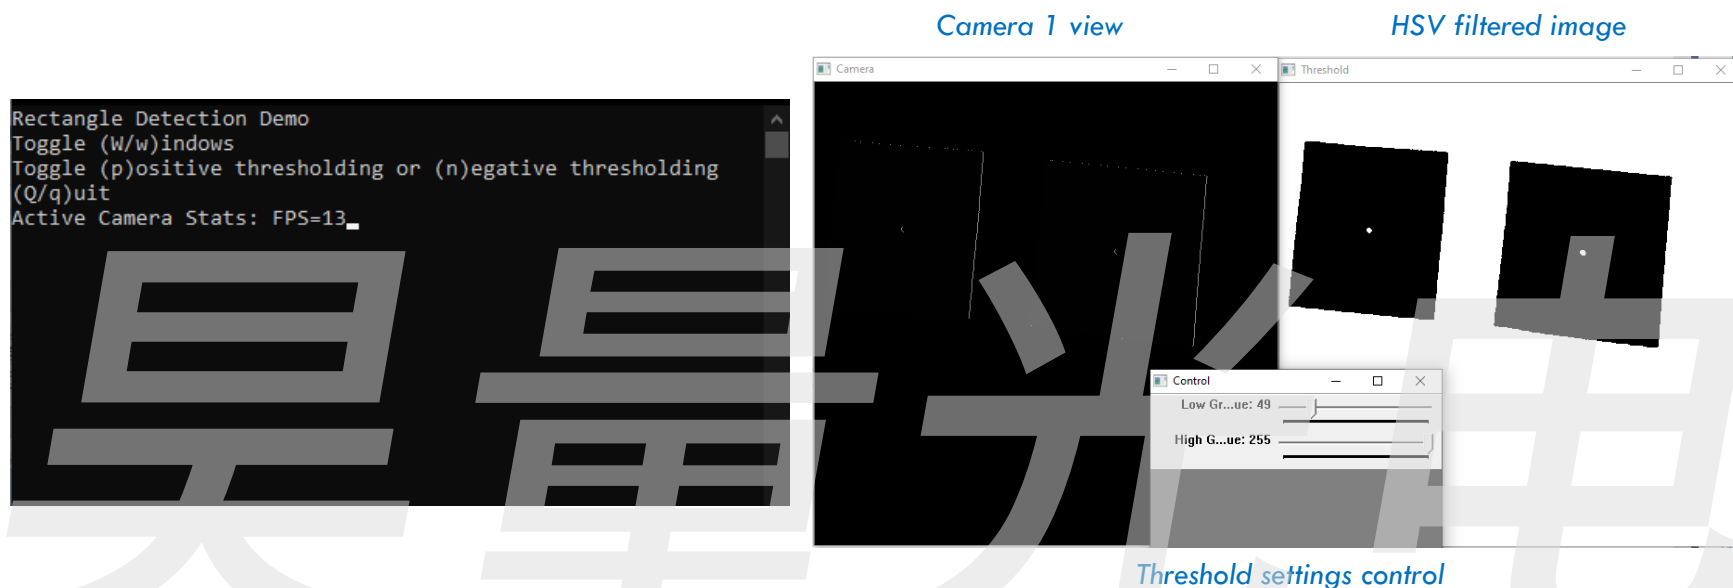 Camera 1 view
HSV filtered image
Rectangle Detection Demo
Toggle (W/w)indows
Toggle (p)ositive thresholding or (n)egative thresholding
(Q/q)uit
Active Camera Stats: FPS=13
Camera
Threshold
Control
Low Gr...ue: 49
High G...ue: 255
Threshold settings control
昊量光电